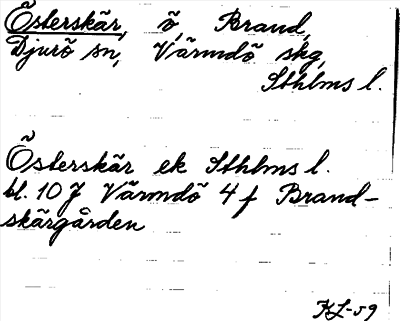 Österskär, ö, Brand,
Djurö sn, Värmdö skg,
Sthlms l.
Österskär ek Sthlms l.
bl. 10 J Värmdö 4 f Brand-
skärgården
KL-59